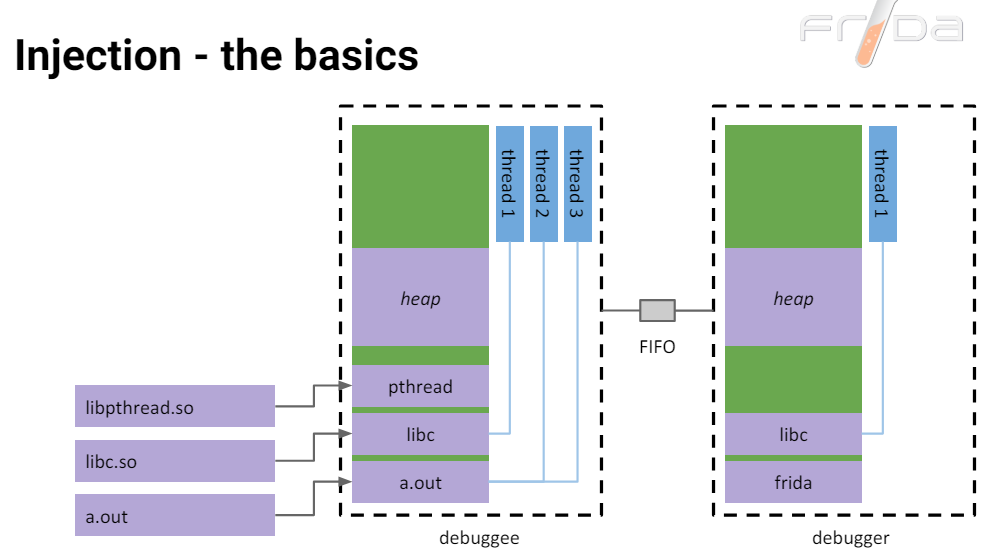 FRIDA
Injection - the basics
thread 1
thread 2
thread 3
heap
pthread
libc
a.out
libpthread.so
libc.so
a.out
debuggee
FIFO
thread 1
heap
libc
frida
debugger